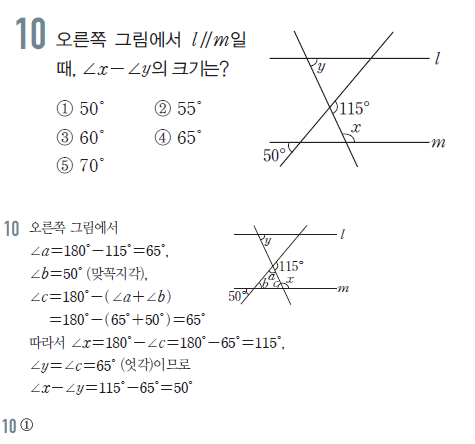 10 오른쪽 그림에서 l//m일
때, ∠x-∠y의 크기는?
① 50° ② 55°
③ 60° ④ 65°
⑤ 70°
l
y
115°
x
m
50°
10 오른쪽 그림에서
∠a=180°-115°=65°,
∠b=50° (맞꼭지각),
∠c=180°-(∠a+∠b)
=180°-(65°+50°)=65°
따라서 ∠x=180°-∠c=180°-65°=115°,
∠y=∠c=65° (엇각)이므로
∠x-∠y=115°-65°=50°
l
y
115°
a
b c x
m
50°
10 ①